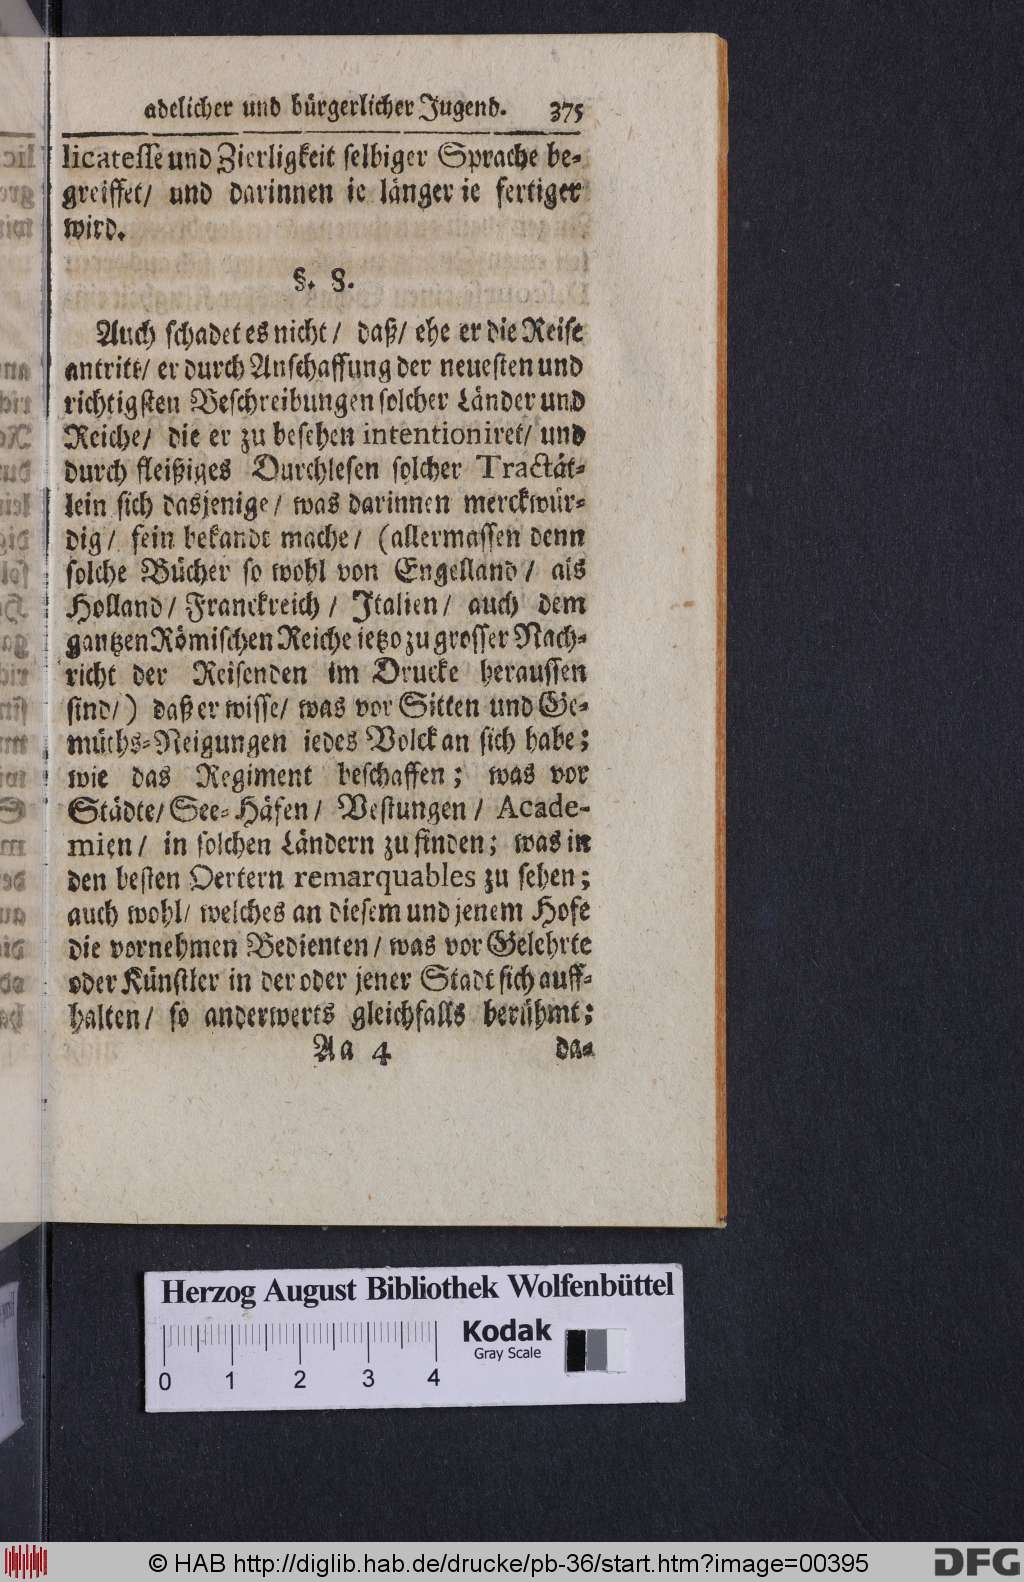 adelicher und bürgerlicher Jugend. 375
licatesse und Zierligkeit selbiger Sprache be-
greiffet/ und darinnen ie länger ie fertiger
wird.
§. 8.
Auch schadet es nicht/ daß/ ehe er die Reise
antritt/ er durch Anschaffung der neuesten und
richtigsten Beschreibungen solcher Länder und
Reiche/ die er zu besehen intentioniret/ und
durch fleißiges Durchlesen solcher Tractät-
lein sich dasjenige/ was darinnen merckwür-
dig/ fein bekandt mache/ (allermassen denn
solche Bücher so wohl von Engelland/ als
Holland/ Franckreich/ Italien/ auch dem
gantzen Römischen Reiche ietzo zu grosser Nach-
richt der Reisenden im Drucke heraussen
sind/) daß er wisse/ was vor Sitten und Ge-
müths-Neigungen iedes Volck an sich habe;
wie das Regiment beschaffen; was vor
Städte/ See-Häfen/ Vestungen/ Acade-
mien/ in solchen Ländern zu finden; was in
den besten Oertern remarquables zu sehen;
auch wohl/ welches an diesem und jenem Hofe
die vornehmen Bedienten/ was vor Gelehrte
oder Künstler in der oder jener Stadt sich auff-
halten/ so anderwerts gleichfalls berühmt;
Aa 4 da-
Herzog August Bibliothek Wolfenbüttel
Kodak
Gray Scale
0 1 2 3 4
© HAB http://diglib.hab.de/drucke/pb-36/start.htm?image=00395
DFG